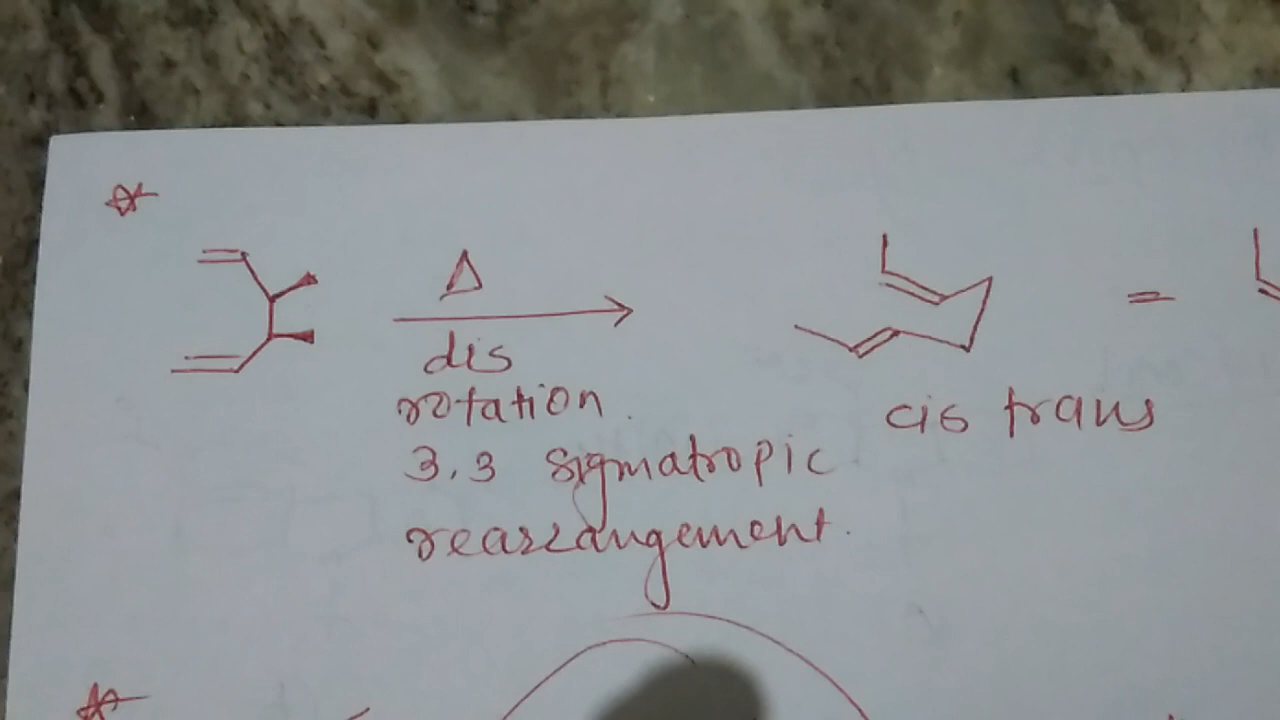 Δ
dis
rotation.
3.3 sigmatropic
rearrangement.
=
cis trans